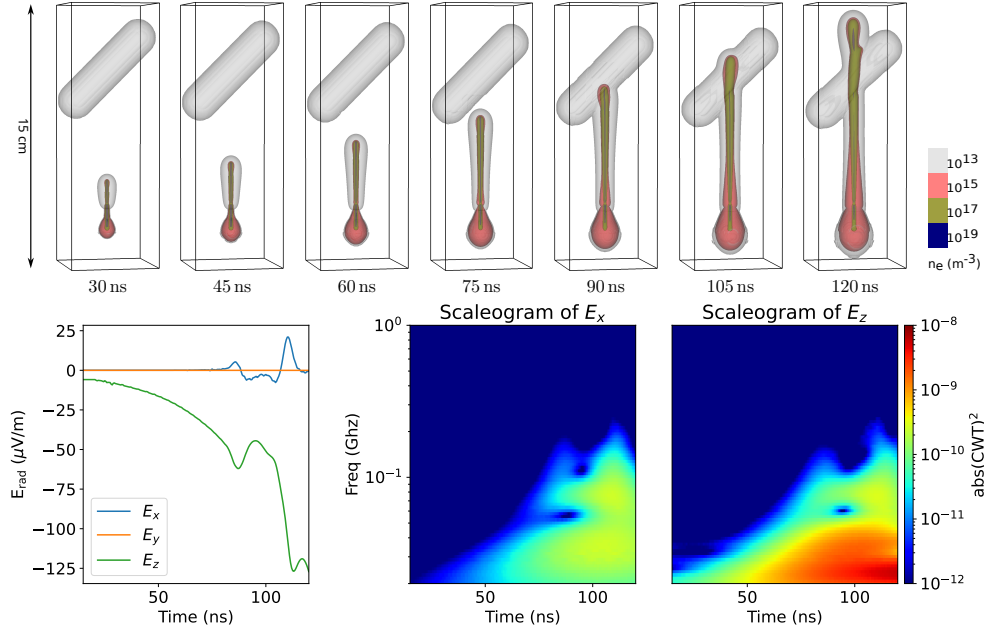 15 cm
30 ns
45 ns
60 ns
75 ns
90 ns
105 ns
120 ns
10^13
10^15
10^17
10^19
n_e (m^-3)
25
0
−25
−50
−75
−100
−125
E_rad (μV/m)
E_x
E_y
E_z
50
100
Time (ns)
Scaleogram of E_x
10^0
10^-1
Freq (Ghz)
50
100
Time (ns)
Scaleogram of E_z
50
100
Time (ns)
10^-8
10^-9
10^-10
10^-11
10^-12
abs(CWT)^2